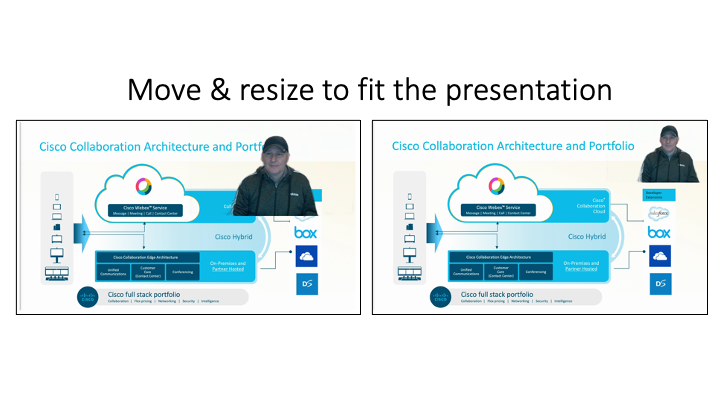 Move & resize to fit the presentation
Cisco Collaboration Architecture and Portf
Cisco Webex™ Service
Message | Meeting | Call | Contact Center
Cisco Hybrid
box
Cisco Collaboration Edge Architecture
Unified
Communications
Customer
Care
(Contact Center)
Conferencing
On-Premises and
Partner Hosted
DS
Cisco full stack portfolio
Collaboration | Flex pricing | Networking | Security | Intelligence
CISCO
Cisco Collaboration Architecture and Portfolio
Cisco Webex™ Service
Message | Meeting | Call | Contact Center
Cisco®
Collaboration
Cloud
salesforce
Cisco Hybrid
box
Cisco Collaboration Edge Architecture
Unified
Communications
Customer
Care
(Contact Center)
Conferencing
On-Premises and
Partner Hosted
DS
Cisco full stack portfolio
Collaboration | Flex pricing | Networking | Security | Intelligence
CISCO